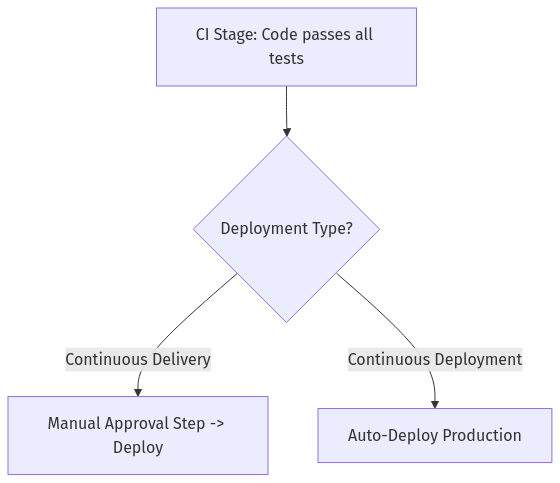 CI Stage: Code passes all
tests
Deployment Type?
Continuous Delivery
Continuous Deployment
Manual Approval Step ->
Deploy
Auto-Deploy Production